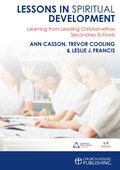 LESSONS IN SPIRITUAL
DEVELOPMENT
Learning from Leading Christian-ethos
Secondary Schools
ANN CASSON, TREVOR COOLING
& LESLIE J. FRANCIS
CHURCH HOUSE
PUBLISHING